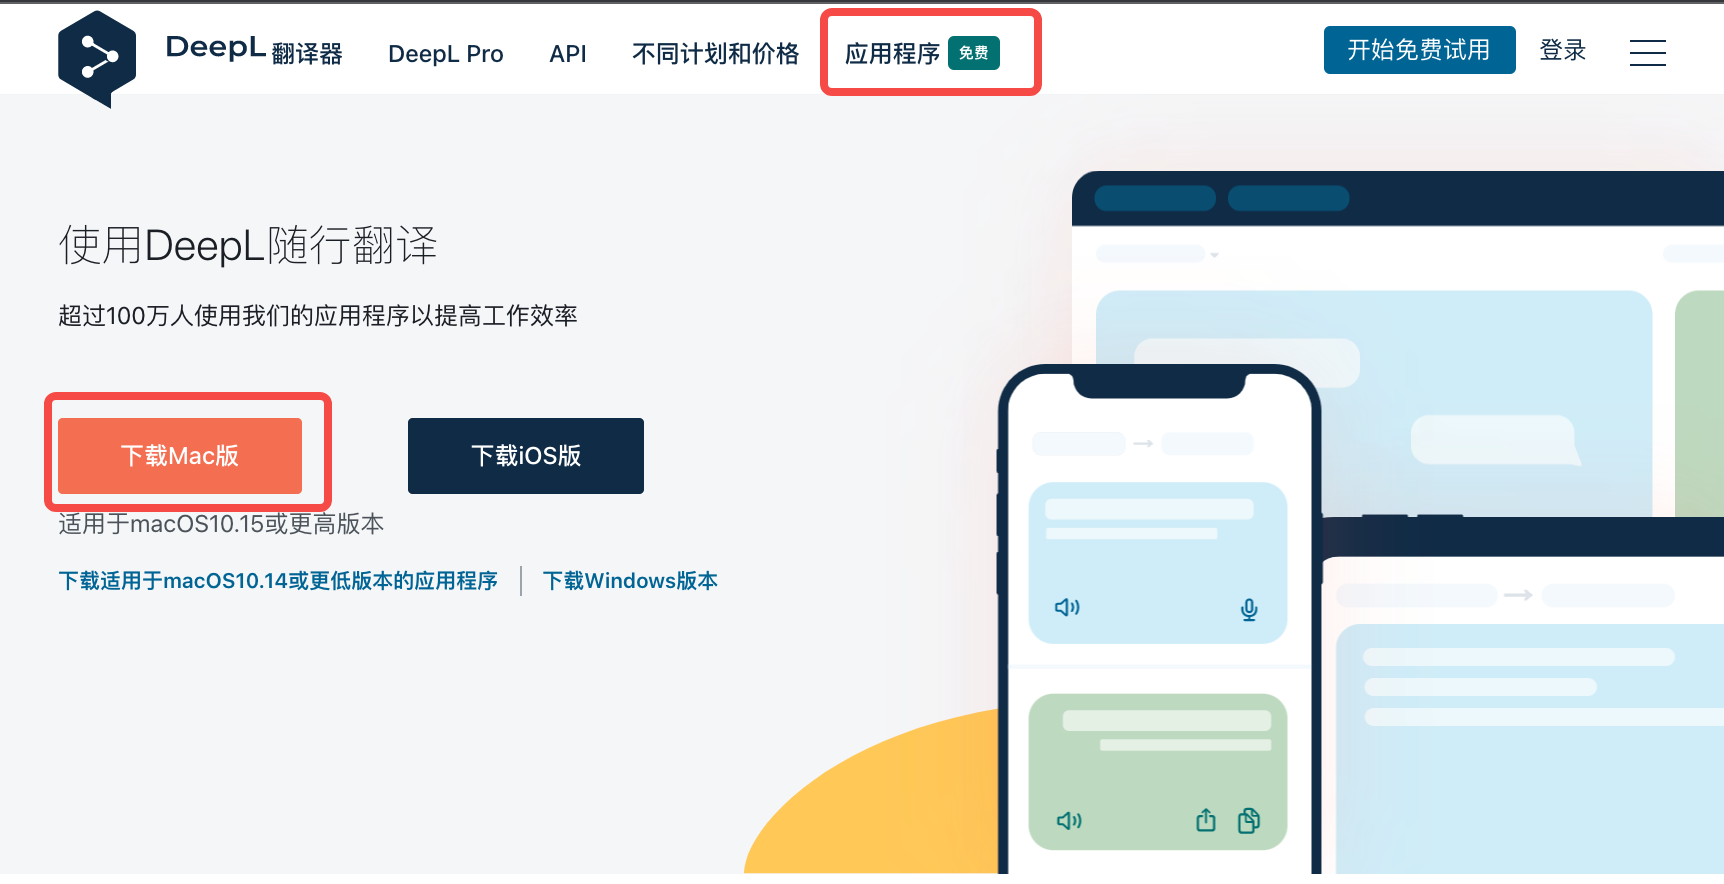 DeepL 翻译器 DeepL Pro API 不同计划和价格 应用程序 免费 开始免费试用 登录
使用DeepL随行翻译
超过100万人使用我们的应用程序以提高工作效率
下载Mac版 下载iOS版
适用于macOS10.15或更高版本
下载适用于macOS10.14或更低版本的应用程序 下载Windows版本